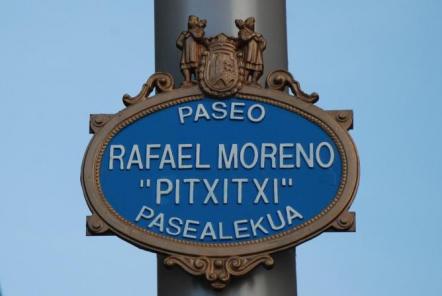 PASEO
RAFAEL MORENO
"PITXITXI"
PASEALEKUA